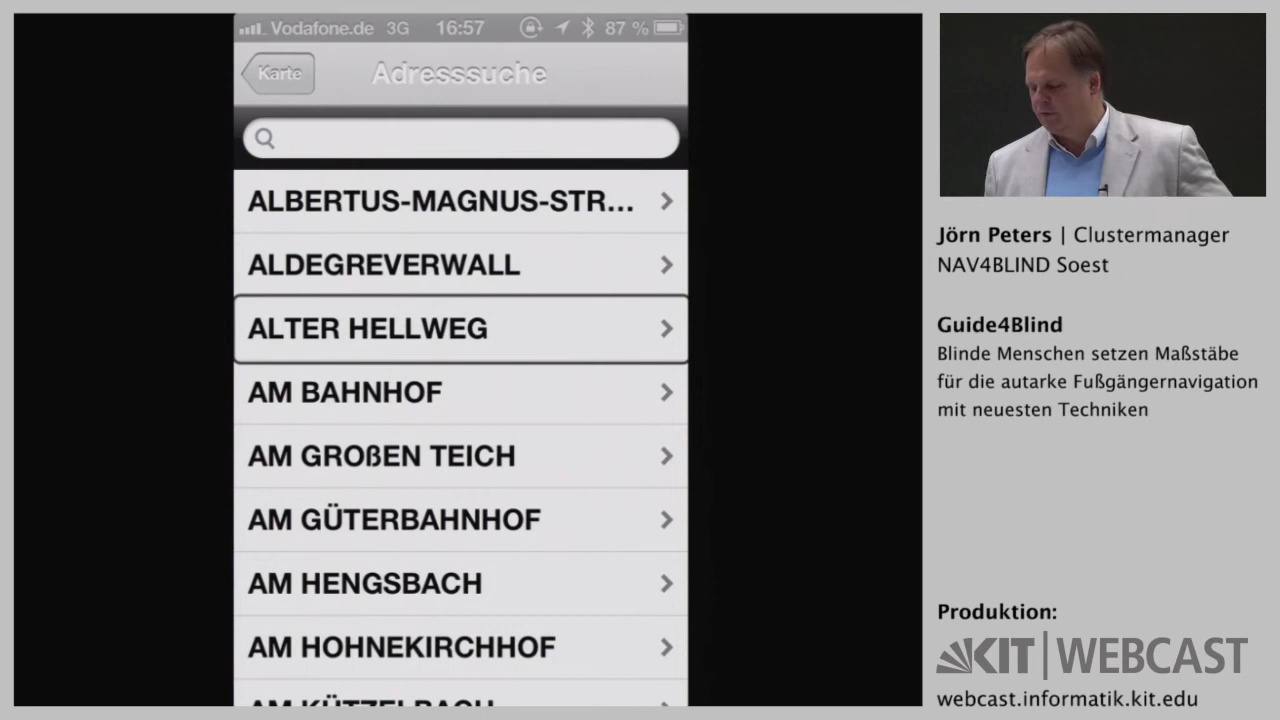 Vodafone.de 3G 16:57 87 %
Karte
Adresssuche
ALBERTUS-MAGNUS-STR...
ALDEGREVERWALL
ALTER HELLWEG
AM BAHNHOF
AM GROßEN TEICH
AM GÜTERBAHNHOF
AM HENGSBACH
AM HOHNEKIRCHHOF
AM KÜTZELBACH
Jörn Peters | Clustermanager
NAV4BLIND Soest
Guide4Blind
Blinde Menschen setzen Maßstäbe
für die autarke Fußgängernavigation
mit neuesten Techniken
Produktion:
KIT | WEBCAST
webcast.informatik.kit.edu